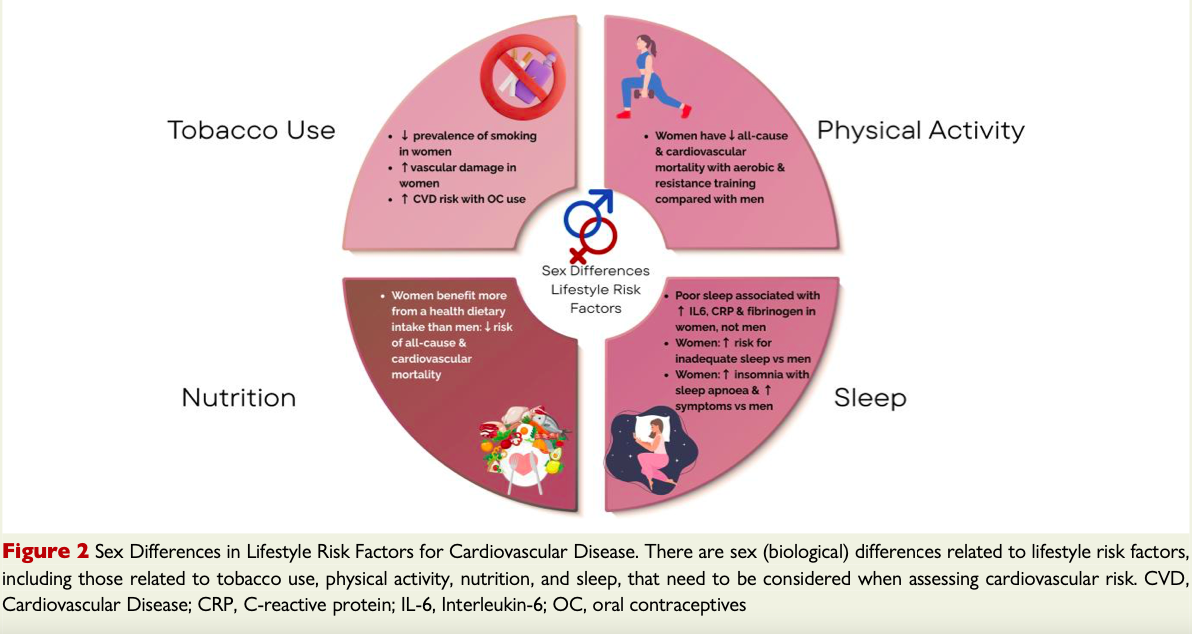 Tobacco Use
• ↓ prevalence of smoking
in women
• ↑ vascular damage in
women
• ↑ CVD risk with OC use
Physical Activity
• Women have ↓ all-cause
& cardiovascular
mortality with aerobic &
resistance training
compared with men
Sex Differences
Lifestyle Risk
Factors
Nutrition
• Women benefit more
from a health dietary
intake than men: ↓ risk
of all-cause &
cardiovascular
mortality
Sleep
• Poor sleep associated with
↑ IL6, CRP & fibrinogen in
women, not men
• Women: ↑ risk for
inadequate sleep vs men
• Women: ↑ insomnia with
sleep apnoea & ↑
symptoms vs men
Figure 2 Sex Differences in Lifestyle Risk Factors for Cardiovascular Disease. There are sex (biological) differences related to lifestyle risk factors,
including those related to tobacco use, physical activity, nutrition, and sleep, that need to be considered when assessing cardiovascular risk. CVD,
Cardiovascular Disease; CRP, C-reactive protein; IL-6, Interleukin-6; OC, oral contraceptives